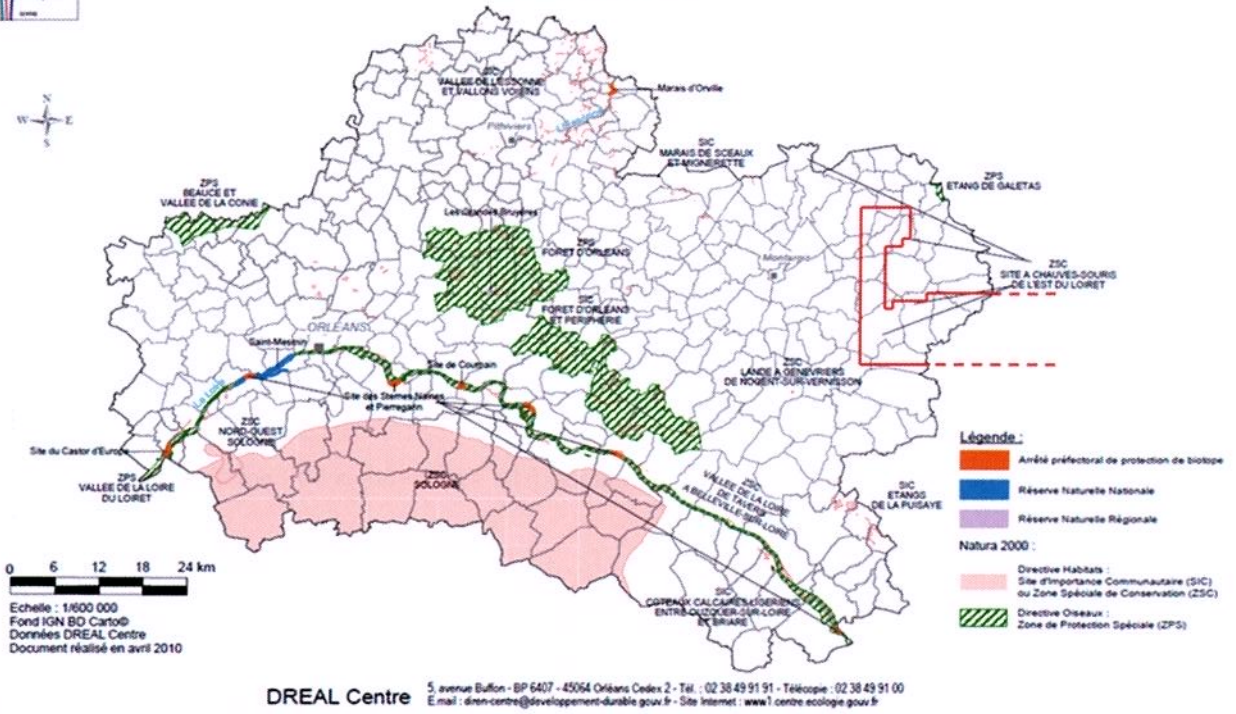 N
W E
S
SIC
VALLEE DE L'ESSONNE
ET VALLONS VOISINS
Marais d'Orville
Pithiviers
L'Essonne
SIC
MARAIS DE SCEAUX
ET MIGNERETTE
ZPS
ETANG DE GALETAS
ZPS
BEAUCE ET
VALLEE DE LA CONIE
Les Grandes Bruyères
ZPS
FORET D'ORLEANS
Montargis
ZSC
SITE A CHAUVES-SOURIS
DE L'EST DU LOIRET
SIC
FORET D'ORLEANS
ET PERIPHERIE
ORLEANS
Saint-Mesmin
Site de Courpain
ZSC
LANDE A GENEVRIERS
DE NOGENT-SUR-VERNISSON
La Loire
Site des Sternes Naines
et Pierregarin
ZSC
NORD-OUEST
SOLOGNE
Site du Castor d'Europe
ZPS
VALLEE DE LA LOIRE
DU LOIRET
ZSC
SOLOGNE
ZSC
VALLEE DE LA LOIRE
DE TAVERS
A BELLEVILLE-SUR-LOIRE
SIC
ETANGS
DE LA PUISAYE
SIC
COTEAUX CALCAIRES LIGERIENS
ENTRE OUZOUER-SUR-LOIRE
ET BRIARE
Légende :
Arrêté préfectoral de protection de biotope
Réserve Naturelle Nationale
Réserve Naturelle Régionale
Natura 2000 :
Directive Habitats :
Site d'Importance Communautaire (SIC)
ou Zone Spéciale de Conservation (ZSC)
Directive Oiseaux :
Zone de Protection Spéciale (ZPS)
0 6 12 18 24 km
Echelle : 1/600 000
Fond IGN BD Carto©
Données DREAL Centre
Document réalisé en avril 2010
DREAL Centre
5, avenue Buffon - BP 6407 - 45064 Orléans Cedex 2 - Tél. : 02 38 49 91 91 - Télécopie : 02 38 49 91 00
E.mail : diren-centre@developpement-durable.gouv.fr - Site Internet : www1.centre.ecologie.gouv.fr